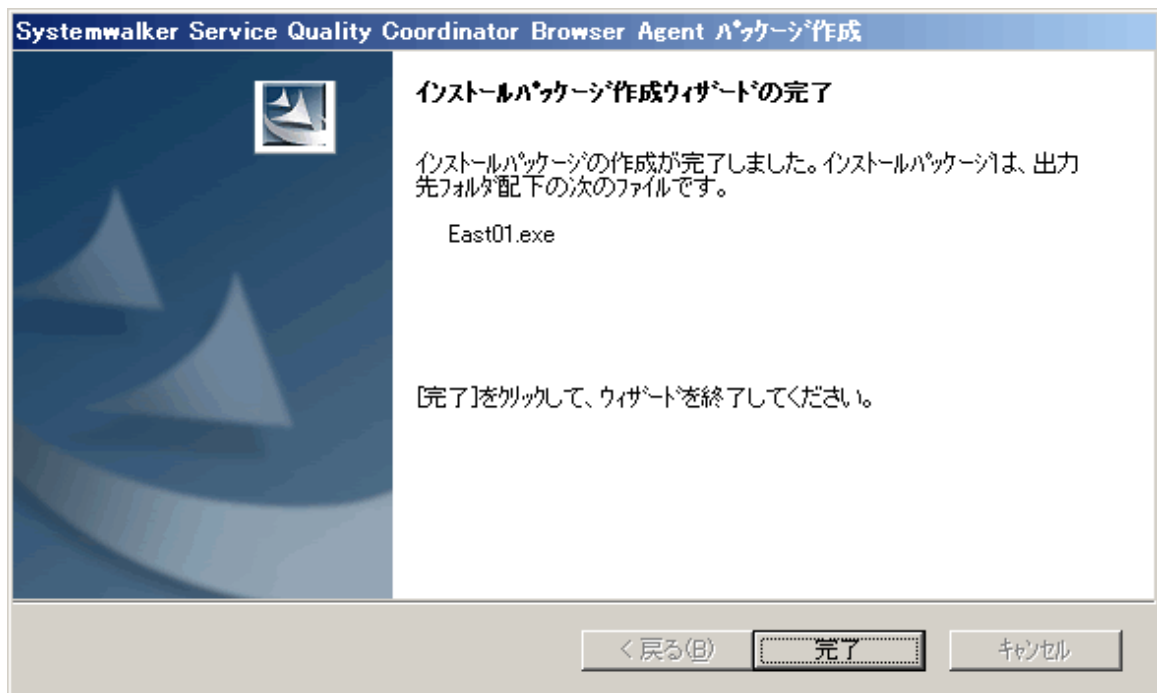 Systemwalker Service Quality Coordinator Browser Agent パッケージ作成
インストールパッケージ作成ウィザードの完了
インストールパッケージの作成が完了しました。インストールパッケージは、出力
先フォルダ配下の次のファイルです。
East01.exe
[完了]をクリックして、ウィザードを終了してください。
< 戻る(B)
完了
キャンセル